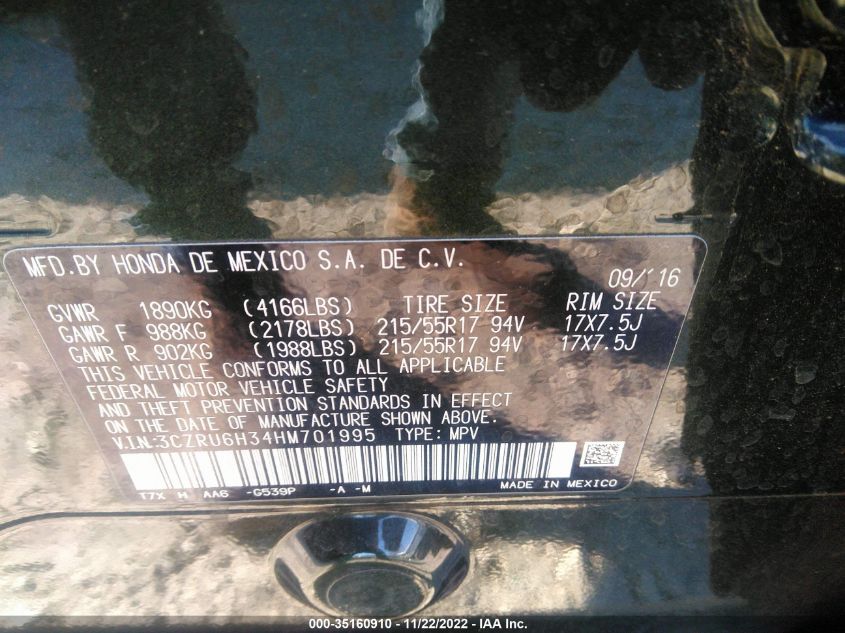 MFD.BY HONDA DE MEXICO S.A. DE C.V.
09/'16
GVWR 1890KG (4166LBS) TIRE SIZE RIM SIZE
GAWR F 988KG (2178LBS) 215/55R17 94V 17X7.5J
GAWR R 902KG (1988LBS) 215/55R17 94V 17X7.5J
THIS VEHICLE CONFORMS TO ALL APPLICABLE
FEDERAL MOTOR VEHICLE SAFETY
AND THEFT PREVENTION STANDARDS IN EFFECT
ON THE DATE OF MANUFACTURE SHOWN ABOVE.
V.I.N:3CZRU6H34HM701995 TYPE: MPV
T7X H AA6 -G539P -A -M MADE IN MEXICO
000-35160910 - 11/22/2022 - IAA Inc.